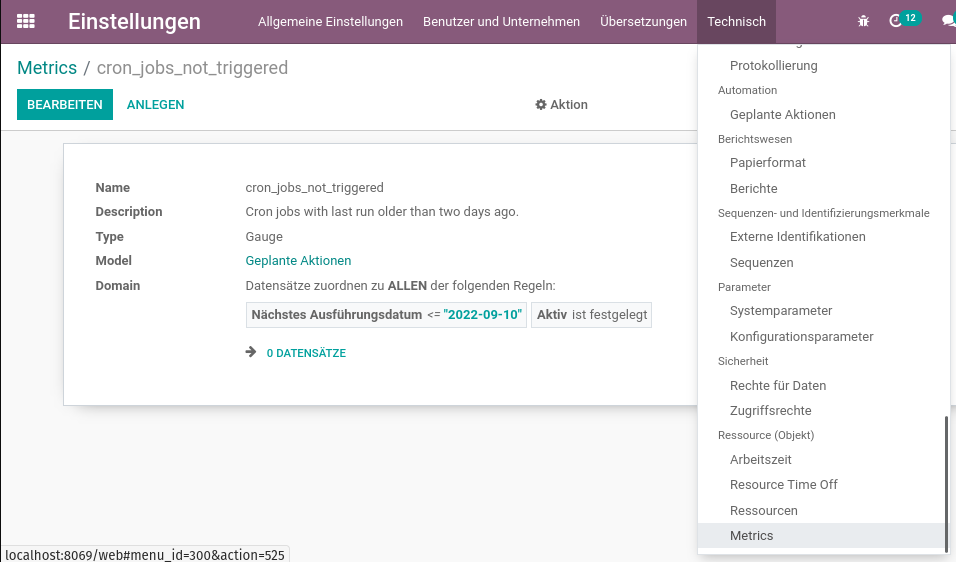 Einstellungen Allgemeine Einstellungen Benutzer und Unternehmen Übersetzungen Technisch 12
Metrics / cron_jobs_not_triggered
BEARBEITEN ANLEGEN Aktion
Name cron_jobs_not_triggered
Description Cron jobs with last run older than two days ago.
Type Gauge
Model Geplante Aktionen
Domain Datensätze zuordnen zu ALLEN der folgenden Regeln:
Nächstes Ausführungsdatum <= "2022-09-10" Aktiv ist festgelegt
0 DATENSÄTZE
Protokollierung
Automation
Geplante Aktionen
Berichtswesen
Papierformat
Berichte
Sequenzen- und Identifizierungsmerkmale
Externe Identifikationen
Sequenzen
Parameter
Systemparameter
Konfigurationsparameter
Sicherheit
Rechte für Daten
Zugriffsrechte
Ressource (Objekt)
Arbeitszeit
Resource Time Off
Ressourcen
Metrics
localhost:8069/web#menu_id=300&action=525